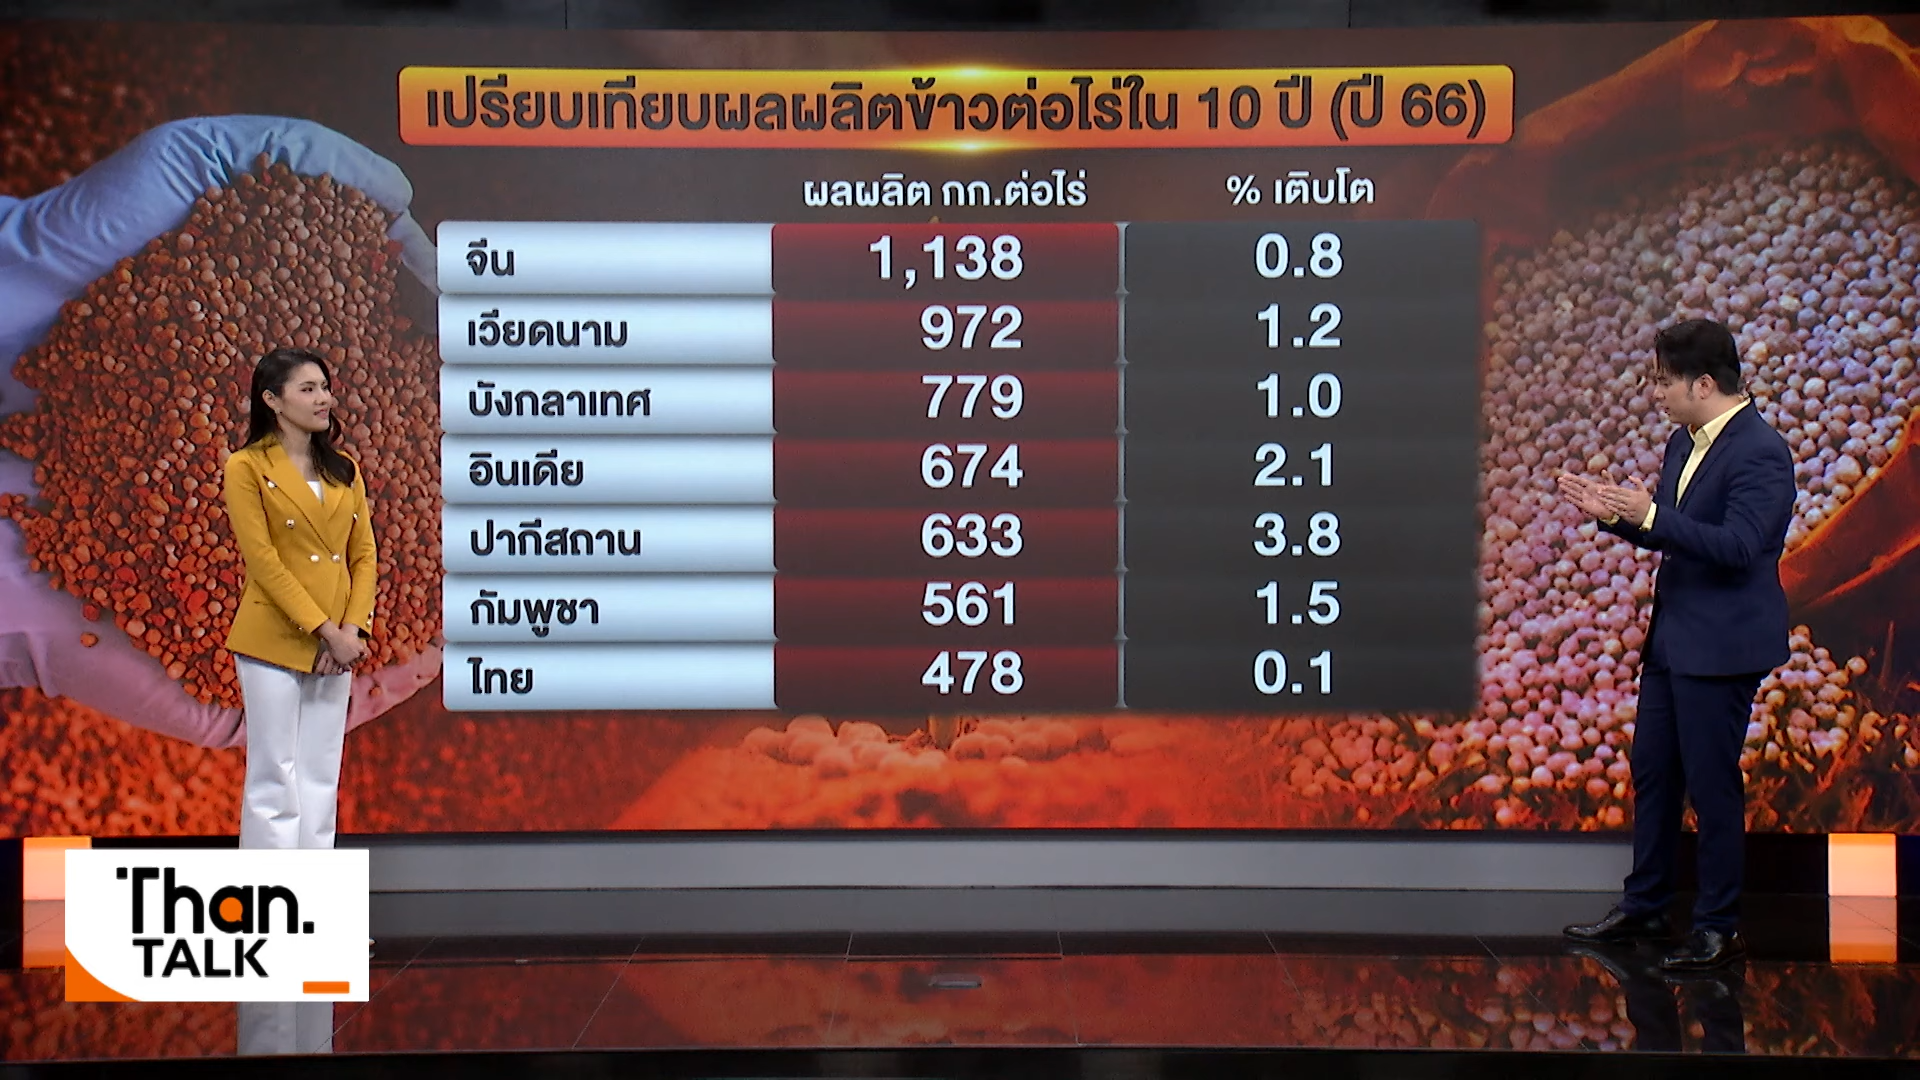 เปรียบเทียบผลผลิตข้าวต่อไร่ใน 10 ปี (ปี 66)
ผลผลิต กก.ต่อไร่ % เติบโต
จีน 1,138 0.8
เวียดนาม 972 1.2
บังกลาเทศ 779 1.0
อินเดีย 674 2.1
ปากีสถาน 633 3.8
กัมพูชา 561 1.5
ไทย 478 0.1
Than.
TALK